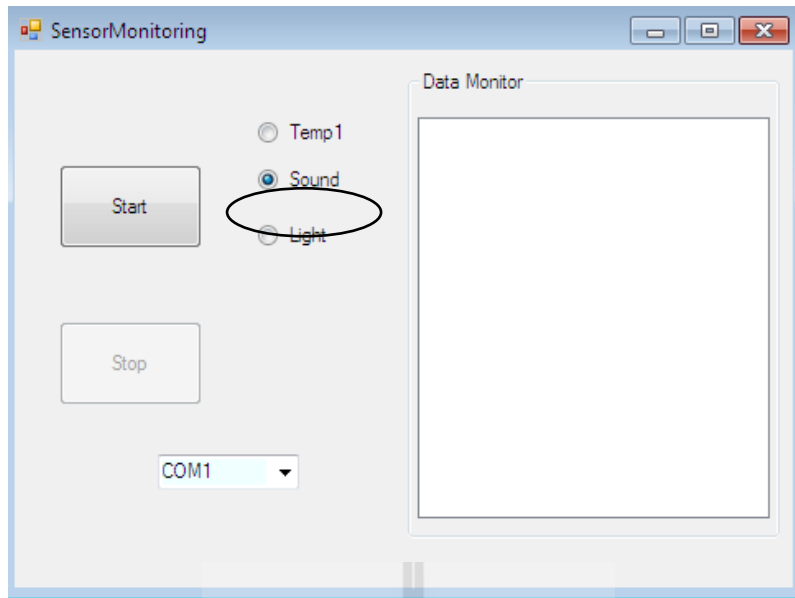 SensorMonitoring
Data Monitor
Temp1
Sound
Start
Light
Stop
COM1